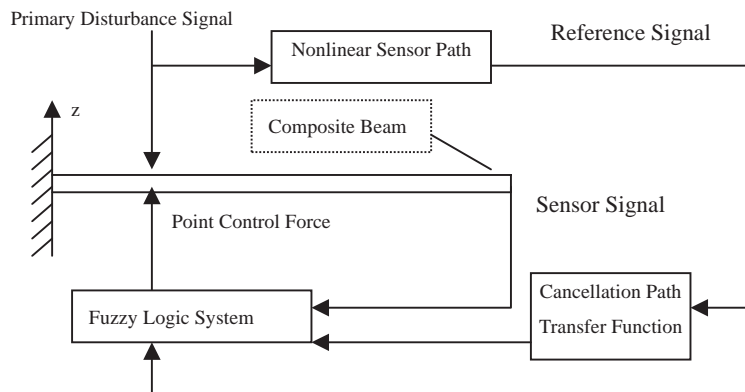 Primary Disturbance Signal
Nonlinear Sensor Path
Reference Signal
z
Composite Beam
Sensor Signal
Point Control Force
Cancellation Path
Transfer Function
Fuzzy Logic System